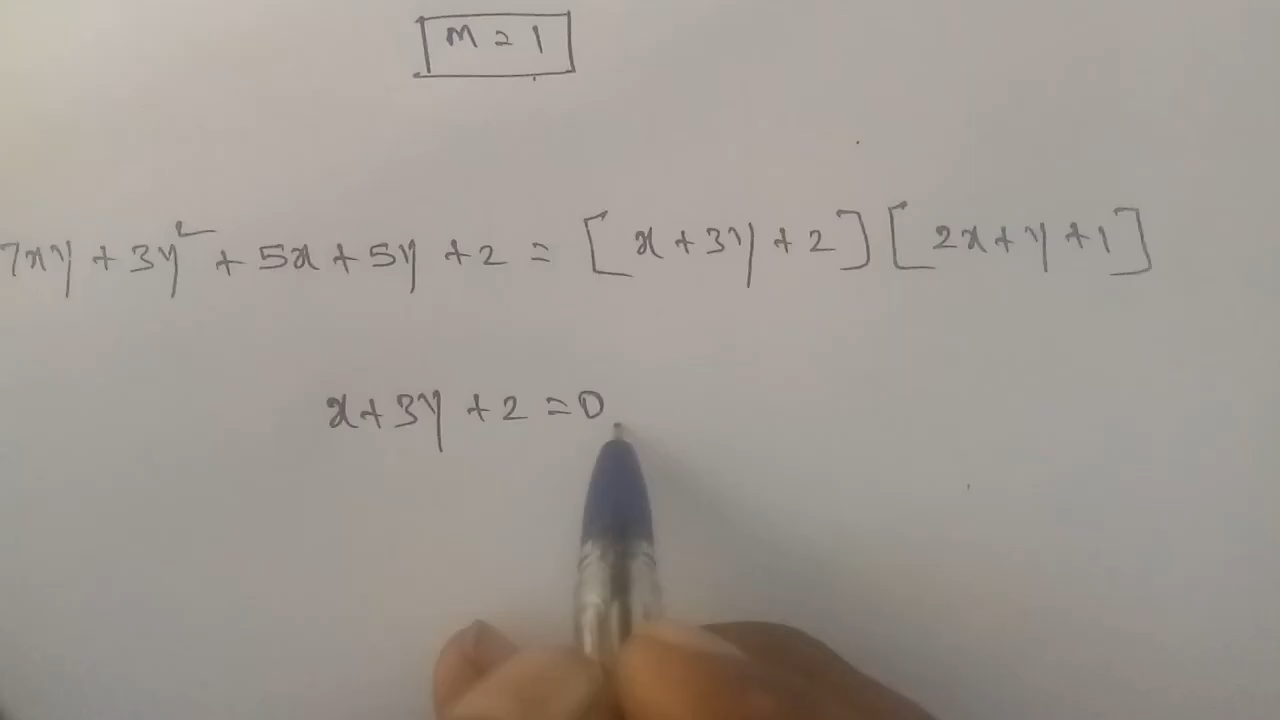 m = 1
7xy + 3y² + 5x + 5y + 2 = [x + 3y + 2] [2x + y + 1]
x + 3y + 2 = 0